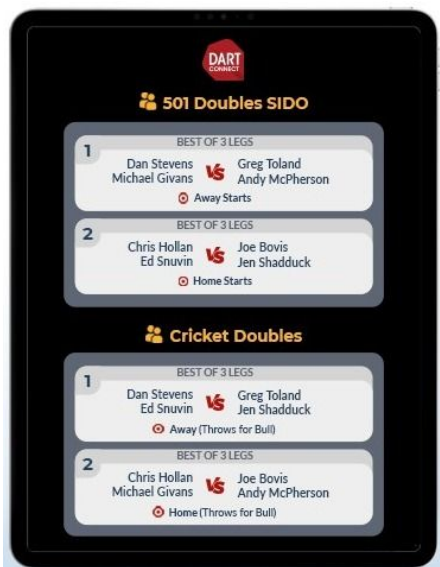 DART
CONNECT
501 Doubles SIDO
1
BEST OF 3 LEGS
Dan Stevens VS Greg Toland
Michael Givans Andy McPherson
Away Starts
2
BEST OF 3 LEGS
Chris Hollan VS Joe Bovis
Ed Snuvin Jen Shadduck
Home Starts
Cricket Doubles
1
BEST OF 3 LEGS
Dan Stevens VS Greg Toland
Ed Snuvin Jen Shadduck
Away (Throws for Bull)
2
BEST OF 3 LEGS
Chris Hollan VS Joe Bovis
Michael Givans Andy McPherson
Home (Throws for Bull)